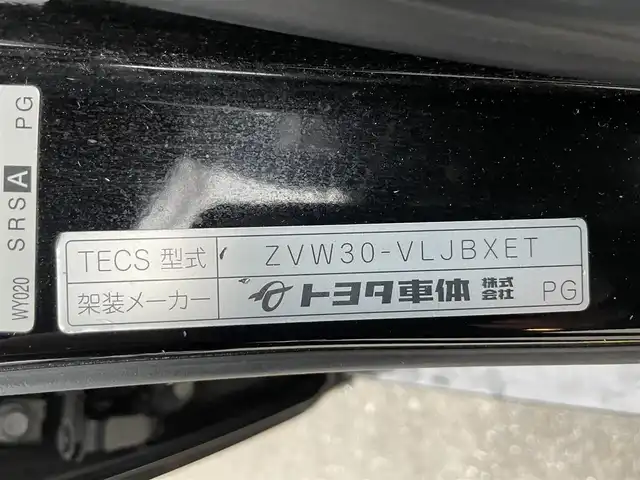 WY020 SRS A PG
TECS 型式 ZVW30-VLJBXET
架装メーカー トヨタ車体 株式会社 PG